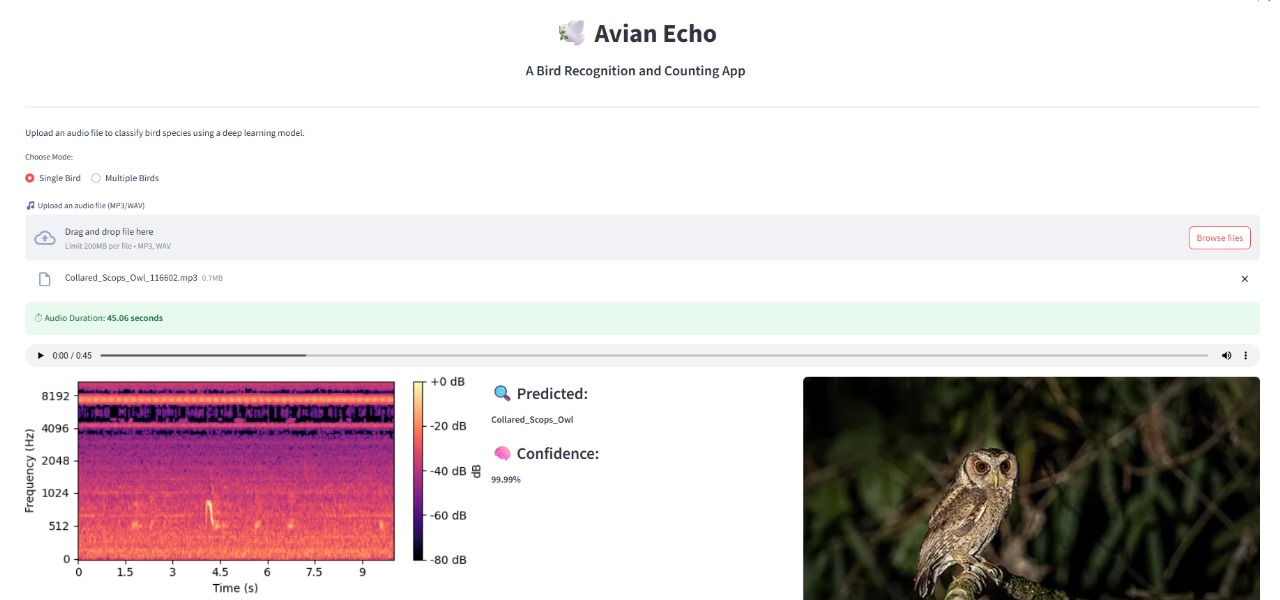 Avian Echo
A Bird Recognition and Counting App
Upload an audio file to classify bird species using a deep learning model.
Choose Mode:
Single Bird Multiple Birds
Upload an audio file (MP3/WAV)
Drag and drop file here
Limit 200MB per file • MP3, WAV
Browse files
Collared_Scops_Owl_116602.mp3 0.7MB
Audio Duration: 45.06 seconds
0:00 / 0:45
8192
4096
2048
1024
512
0
Frequency (Hz)
0 1.5 3 4.5 6 7.5 9
Time (s)
+0 dB
-20 dB
-40 dB
-60 dB
-80 dB
dB
Predicted:
Collared_Scops_Owl
Confidence:
99.99%